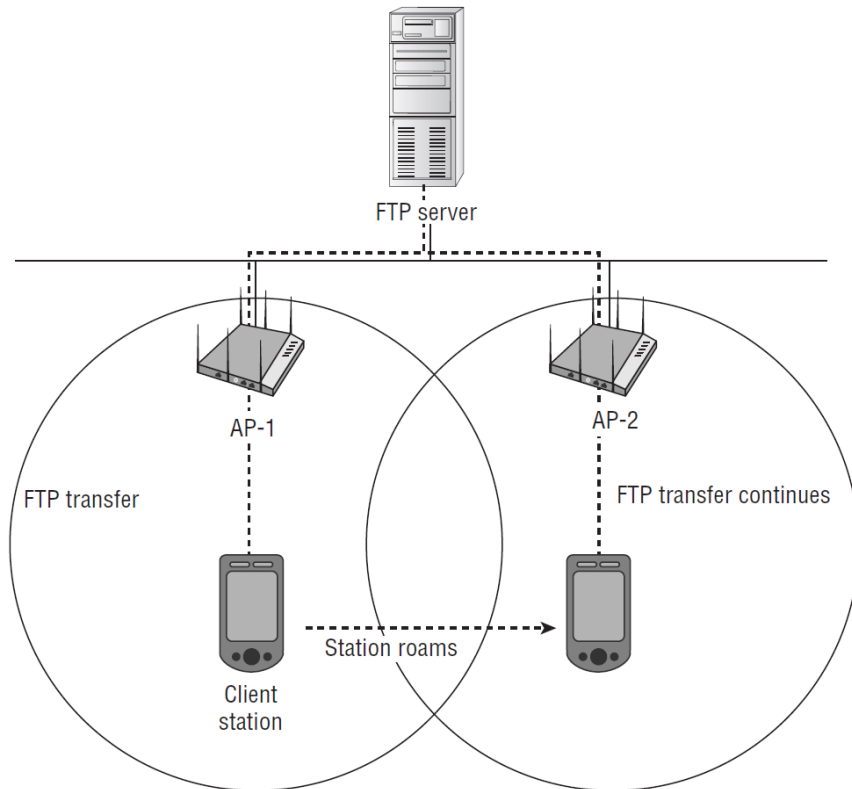 FTP server
AP-1
AP-2
FTP transfer
FTP transfer continues
Station roams
Client
station